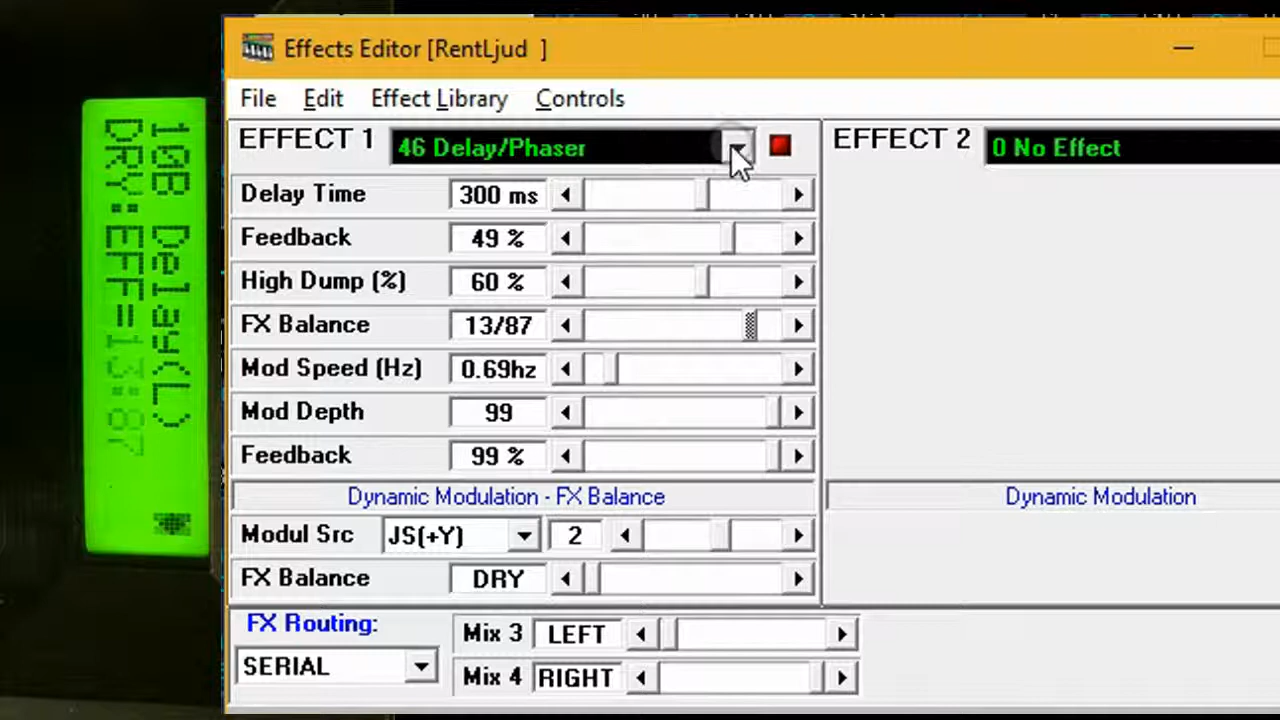 10B Delay(L)
DRY:EFF=13:87
Effects Editor [RentLjud ]
File Edit Effect Library Controls
EFFECT 1 46 Delay/Phaser
Delay Time 300 ms
Feedback 49 %
High Dump (%) 60 %
FX Balance 13/87
Mod Speed (Hz) 0.69hz
Mod Depth 99
Feedback 99 %
Dynamic Modulation - FX Balance
Modul Src JS(+Y) 2
FX Balance DRY
FX Routing:
SERIAL
Mix 3 LEFT
Mix 4 RIGHT
EFFECT 2 0 No Effect
Dynamic Modulation